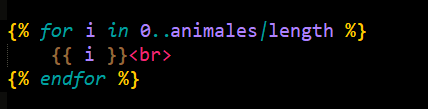 {% for i in 0..animales|length %}
{{ i }}<br>
{% endfor %}